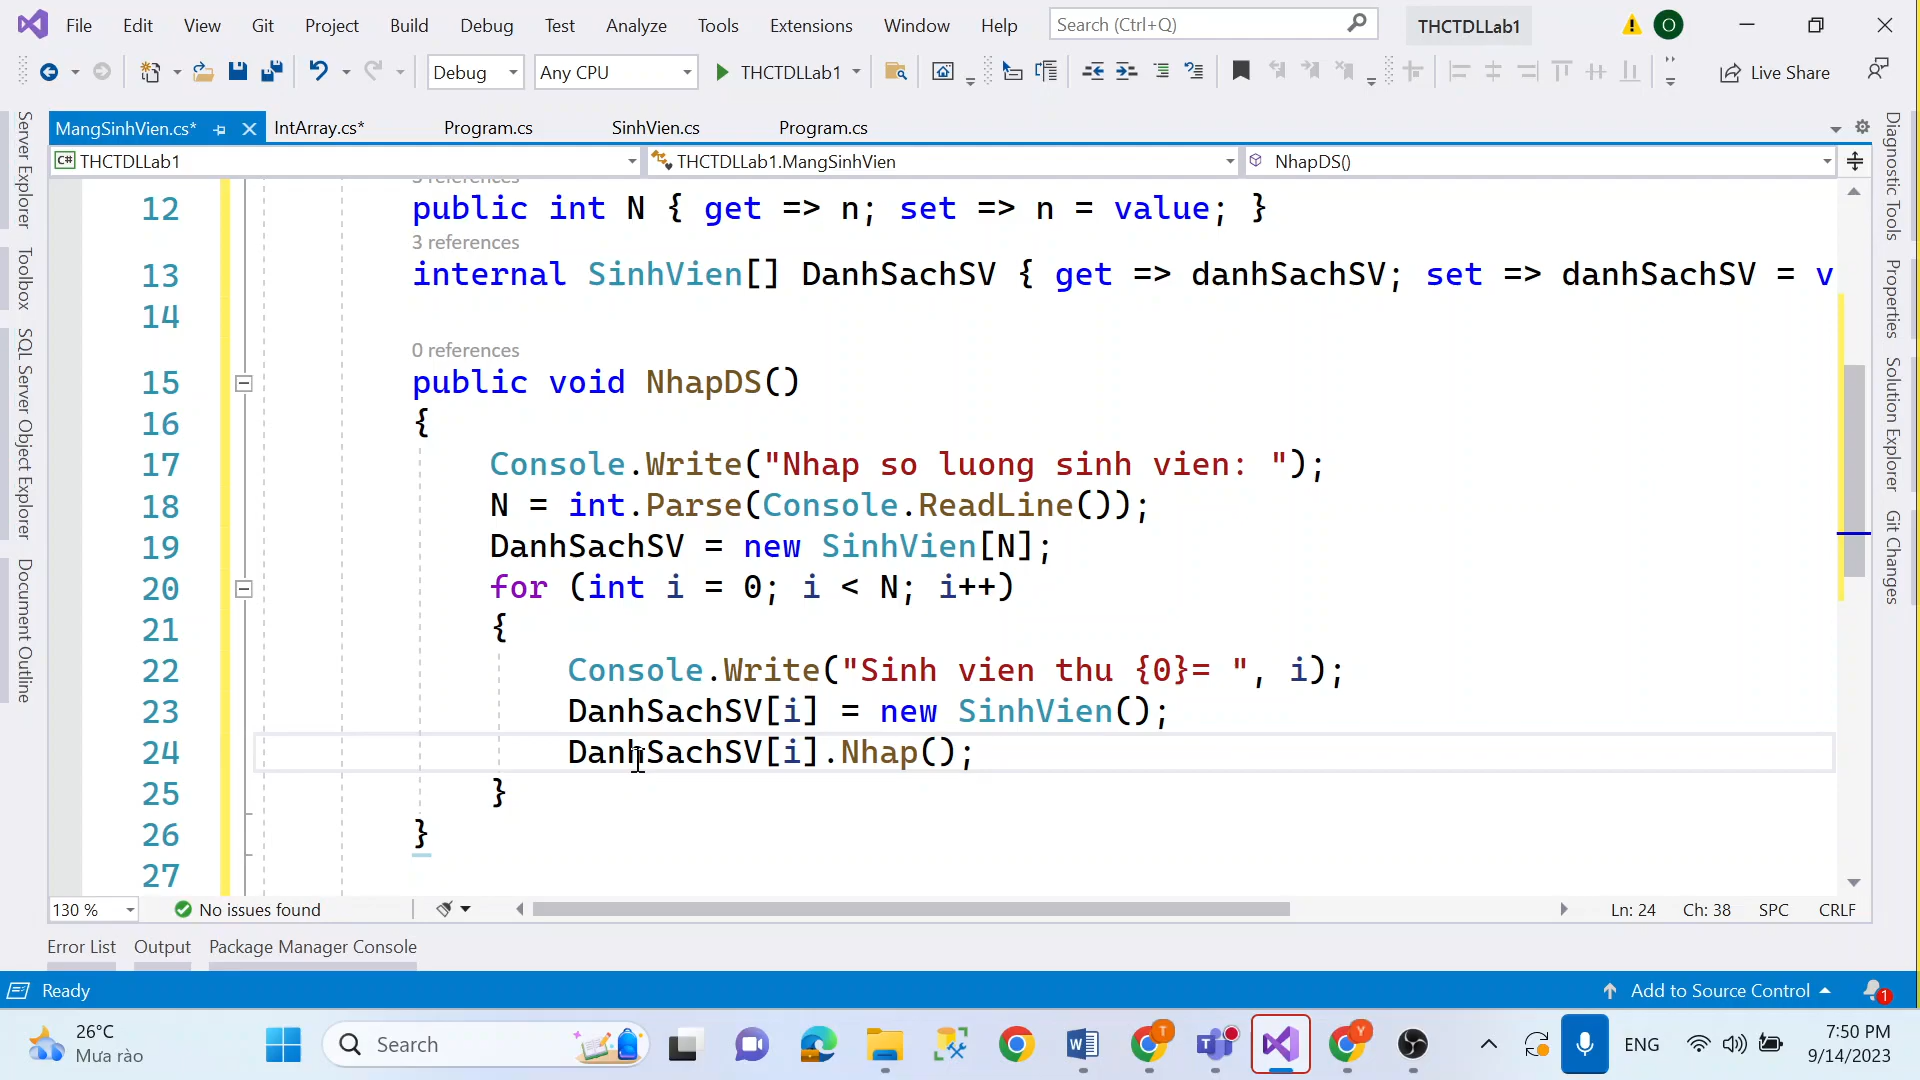 File Edit View Git Project Build Debug Test Analyze Tools Extensions Window Help Search (Ctrl+Q) THCTDLLab1 O
Debug Any CPU THCTDLLab1 Live Share
MangSinhVien.cs* IntArray.cs* Program.cs SinhVien.cs Program.cs
C# THCTDLLab1 THCTDLLab1.MangSinhVien NhapDS()
Server Explorer
Toolbox
SQL Server Object Explorer
Document Outline
3 references
12 public int N { get => n; set => n = value; }
3 references
13 internal SinhVien[] DanhSachSV { get => danhSachSV; set => danhSachSV = v
14
0 references
15 public void NhapDS()
16 {
17 Console.Write("Nhap so luong sinh vien: ");
18 N = int.Parse(Console.ReadLine());
19 DanhSachSV = new SinhVien[N];
20 for (int i = 0; i < N; i++)
21 {
22 Console.Write("Sinh vien thu {0}= ", i);
23 DanhSachSV[i] = new SinhVien();
24 DanhSachSV[i].Nhap();
25 }
26 }
27
Diagnostic Tools
Properties
Solution Explorer
Git Changes
130 % No issues found Ln: 24 Ch: 38 SPC CRLF
Error List Output Package Manager Console
Ready Add to Source Control 1
26°C
Mưa rào
Search
T
Y
ENG
7:50 PM
9/14/2023